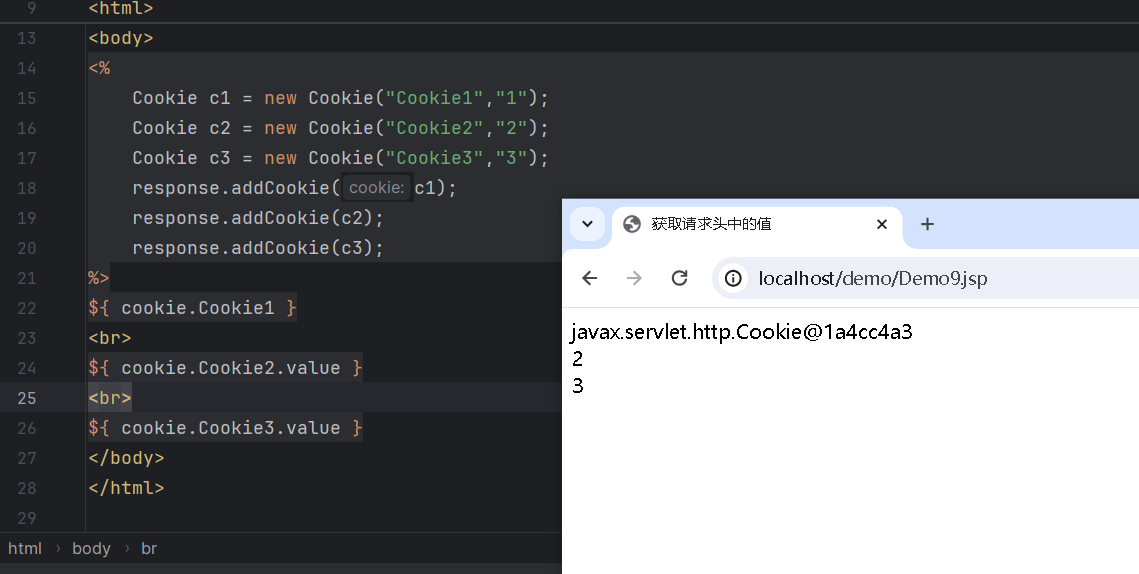 9 <html>
13 <body>
14 <%
15 Cookie c1 = new Cookie("Cookie1","1");
16 Cookie c2 = new Cookie("Cookie2","2");
17 Cookie c3 = new Cookie("Cookie3","3");
18 response.addCookie( cookie: c1);
19 response.addCookie(c2);
20 response.addCookie(c3);
21 %>
22 ${ cookie.Cookie1 }
23 <br>
24 ${ cookie.Cookie2.value }
25 <br>
26 ${ cookie.Cookie3.value }
27 </body>
28 </html>
29
html › body › br
获取请求头中的值
localhost/demo/Demo9.jsp
javax.servlet.http.Cookie@1a4cc4a3
2
3